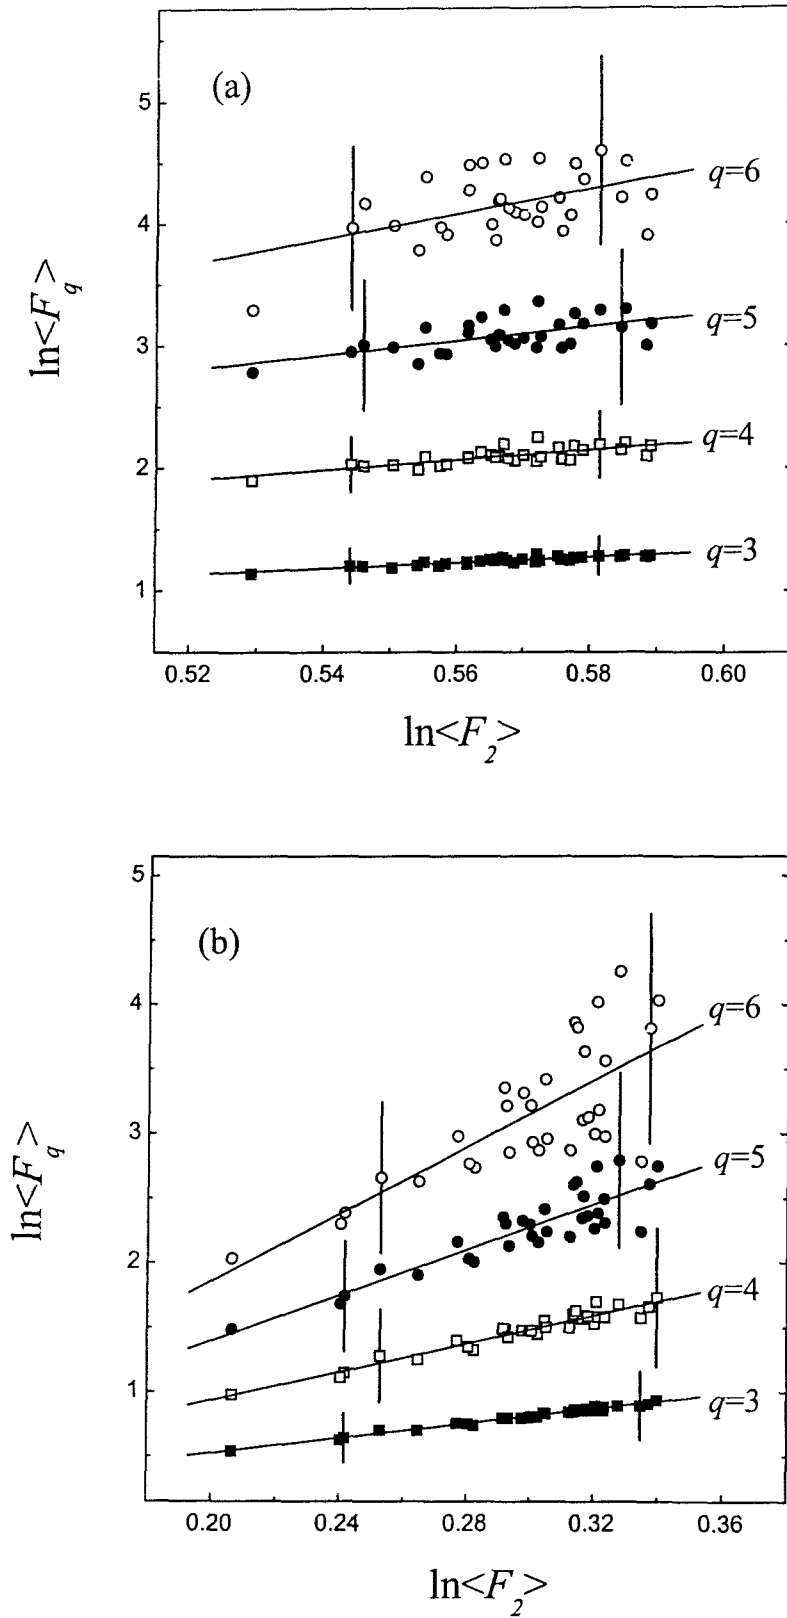 (a)
5
q=6
4
ln<F_q>
q=5
3
q=4
2
q=3
1
0.52 0.54 0.56 0.58 0.60
ln<F_2>
5
(b)
4
q=6
3
ln<F_q>
q=5
2
q=4
1
q=3
0.20 0.24 0.28 0.32 0.36
ln<F_2>